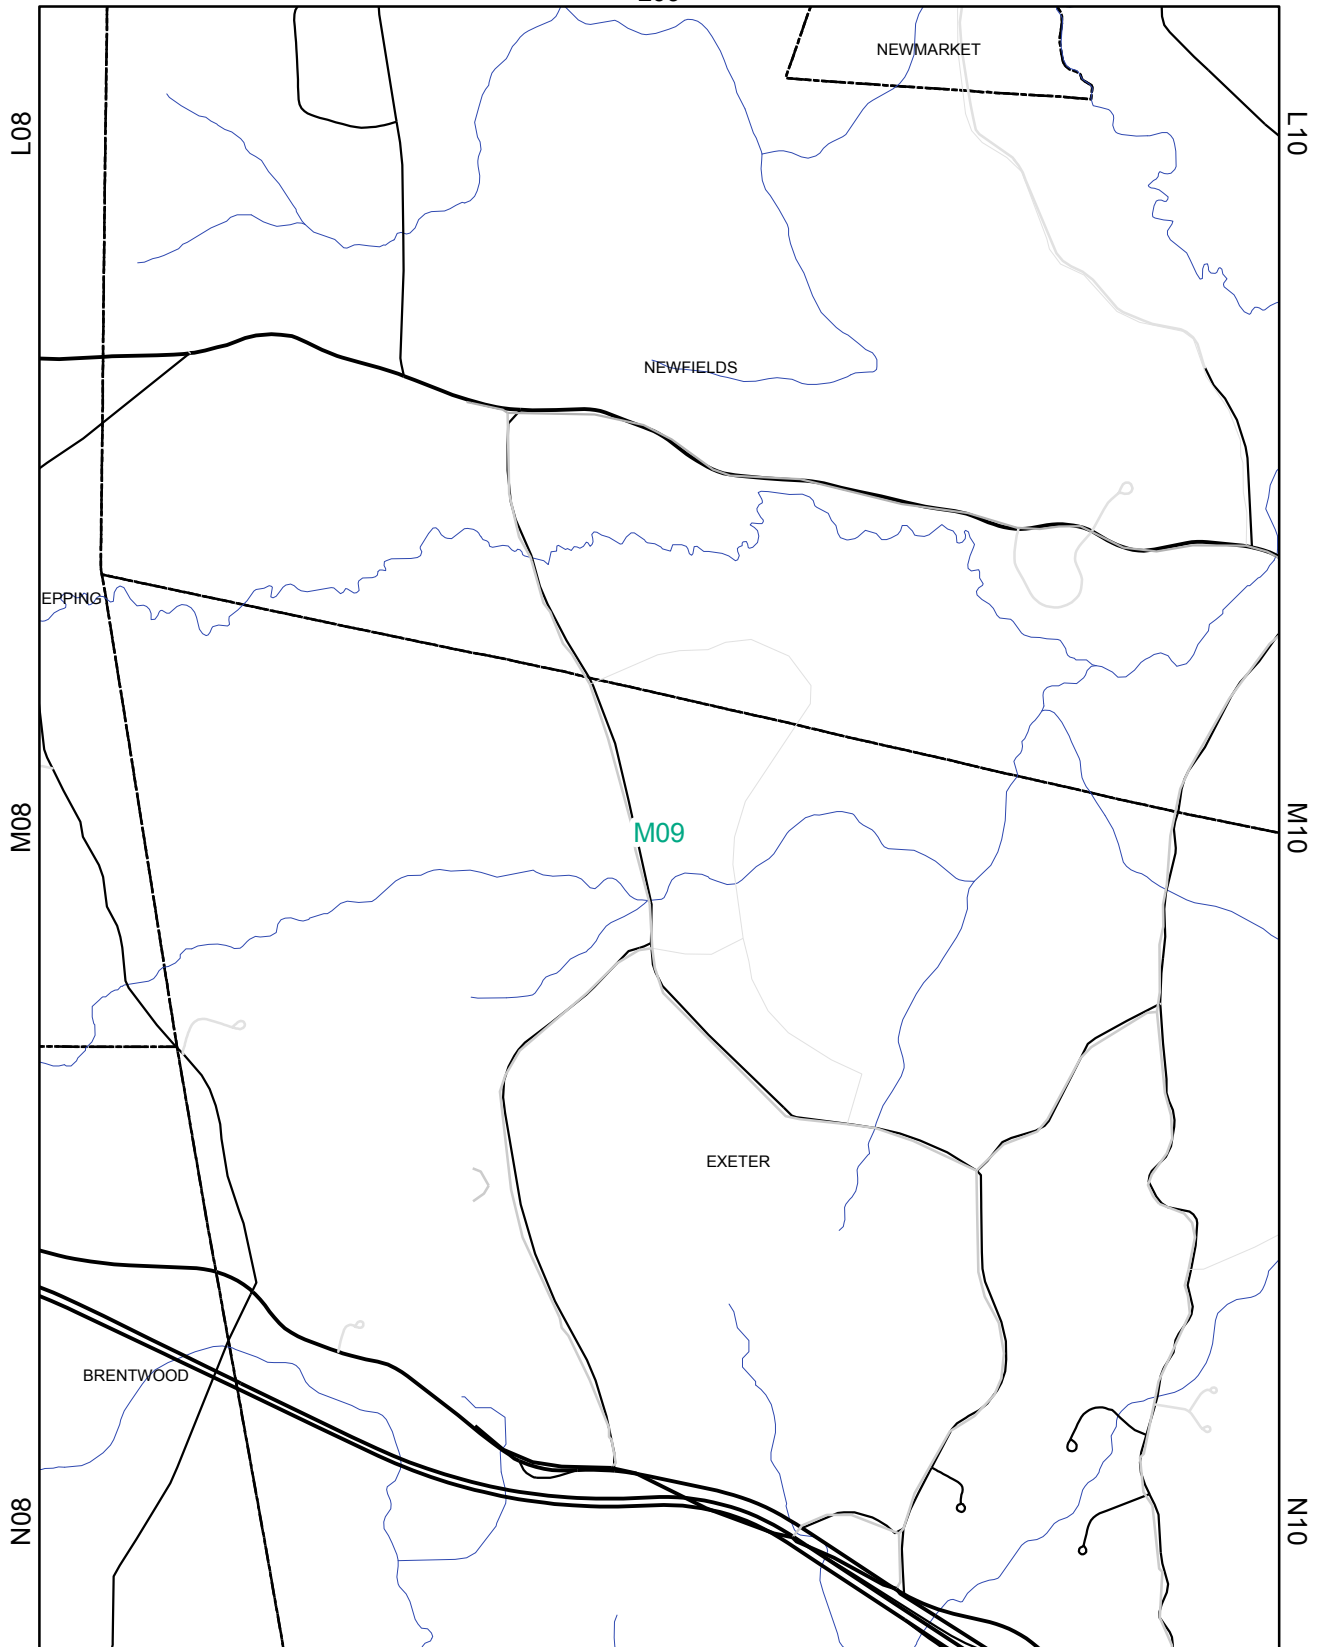 NEWMARKET
L08
L10
NEWFIELDS
EPPING
M08
M09
M10
EXETER
BRENTWOOD
N08
N10